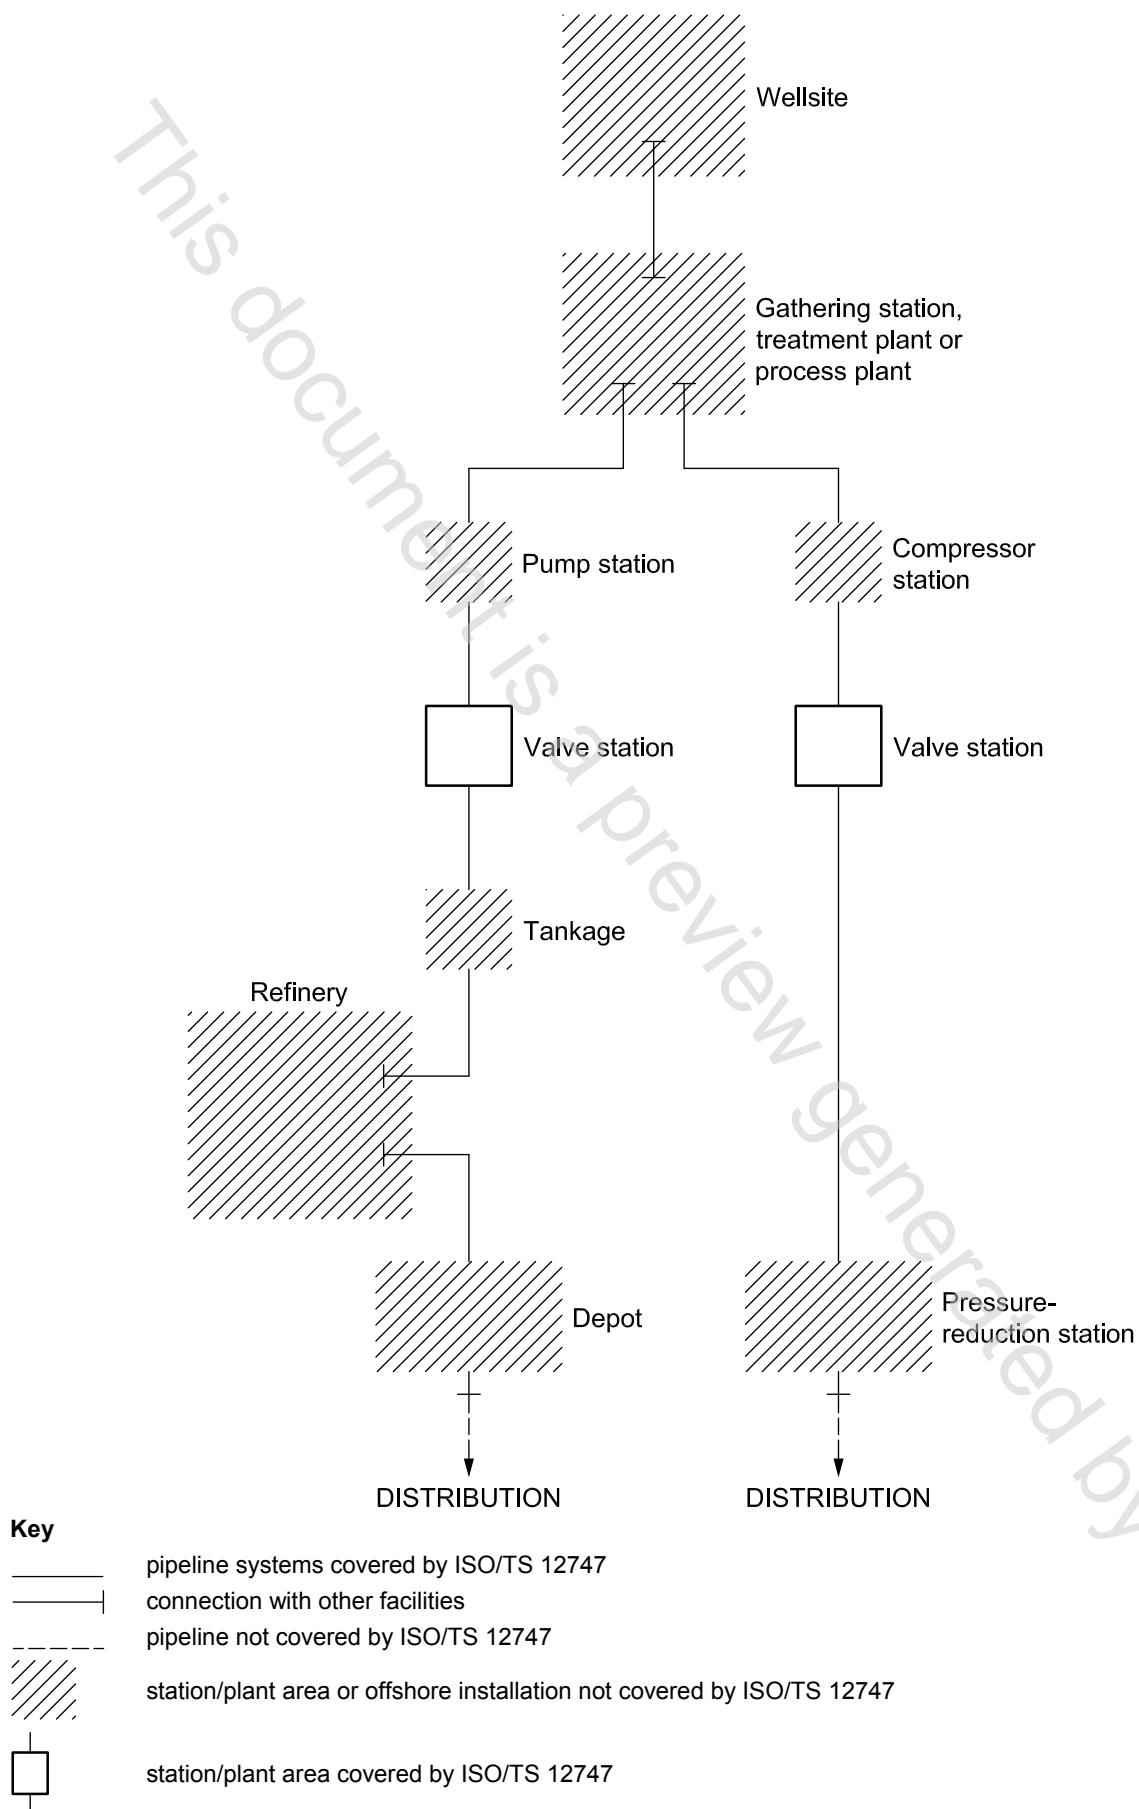 Wellsite
Gathering station,
treatment plant or
process plant
Pump station
Compressor
station
Valve station
Valve station
Tankage
Refinery
Depot
Pressure-
reduction station
DISTRIBUTION
DISTRIBUTION
Key
pipeline systems covered by ISO/TS 12747
connection with other facilities
pipeline not covered by ISO/TS 12747
station/plant area or offshore installation not covered by ISO/TS 12747
station/plant area covered by ISO/TS 12747
This document is a preview generated by